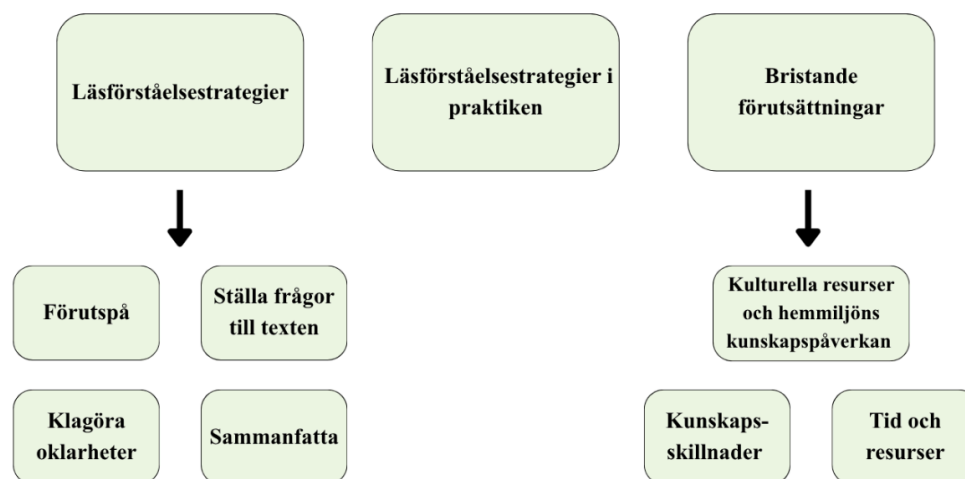 Läsförståelsestrategier
Läsförståelsestrategier i
praktiken
Bristande
förutsättningar
Förutspå
Ställa frågor
till texten
Klagöra
oklarheter
Sammanfatta
Kulturella resurser
och hemmiljöns
kunskapspåverkan
Kunskaps-
skillnader
Tid och
resurser